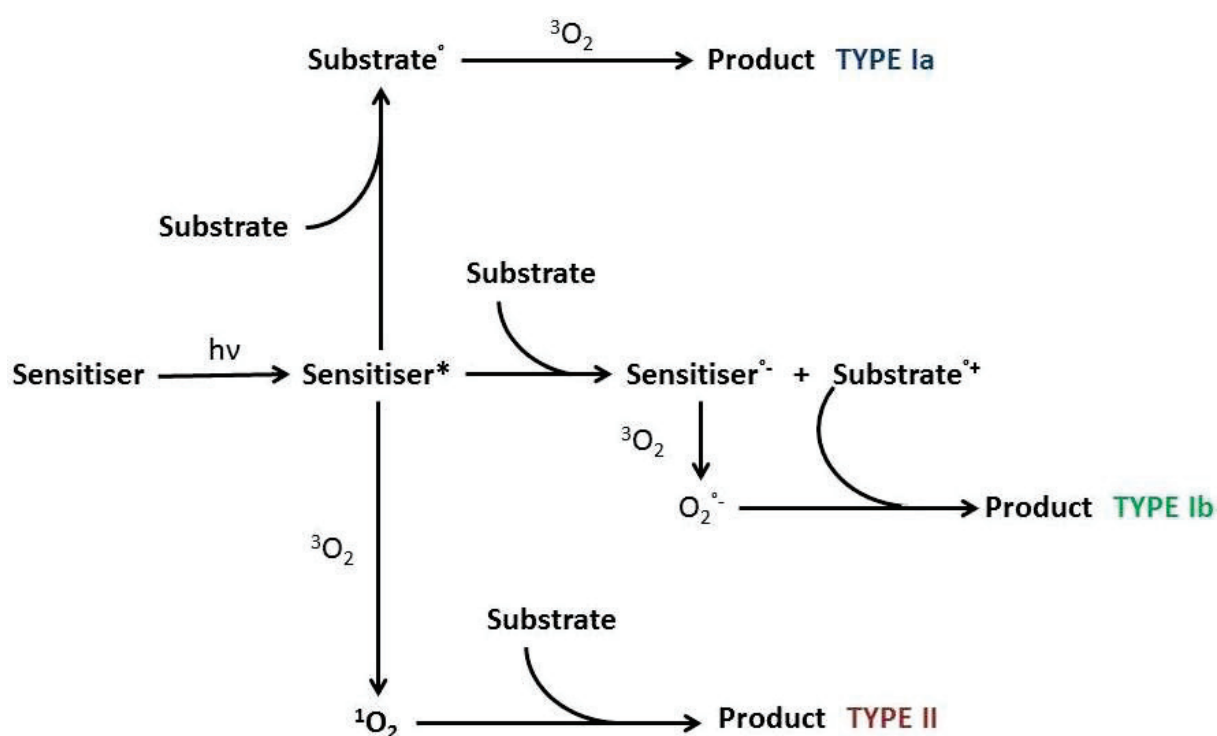 ³O₂
Substrate° → Product TYPE Ia
Substrate
Substrate
hν
Sensitiser → Sensitiser* → Sensitiser°⁻ + Substrate°⁺
³O₂
O₂°⁻ → Product TYPE Ib
³O₂
Substrate
¹O₂ → Product TYPE II